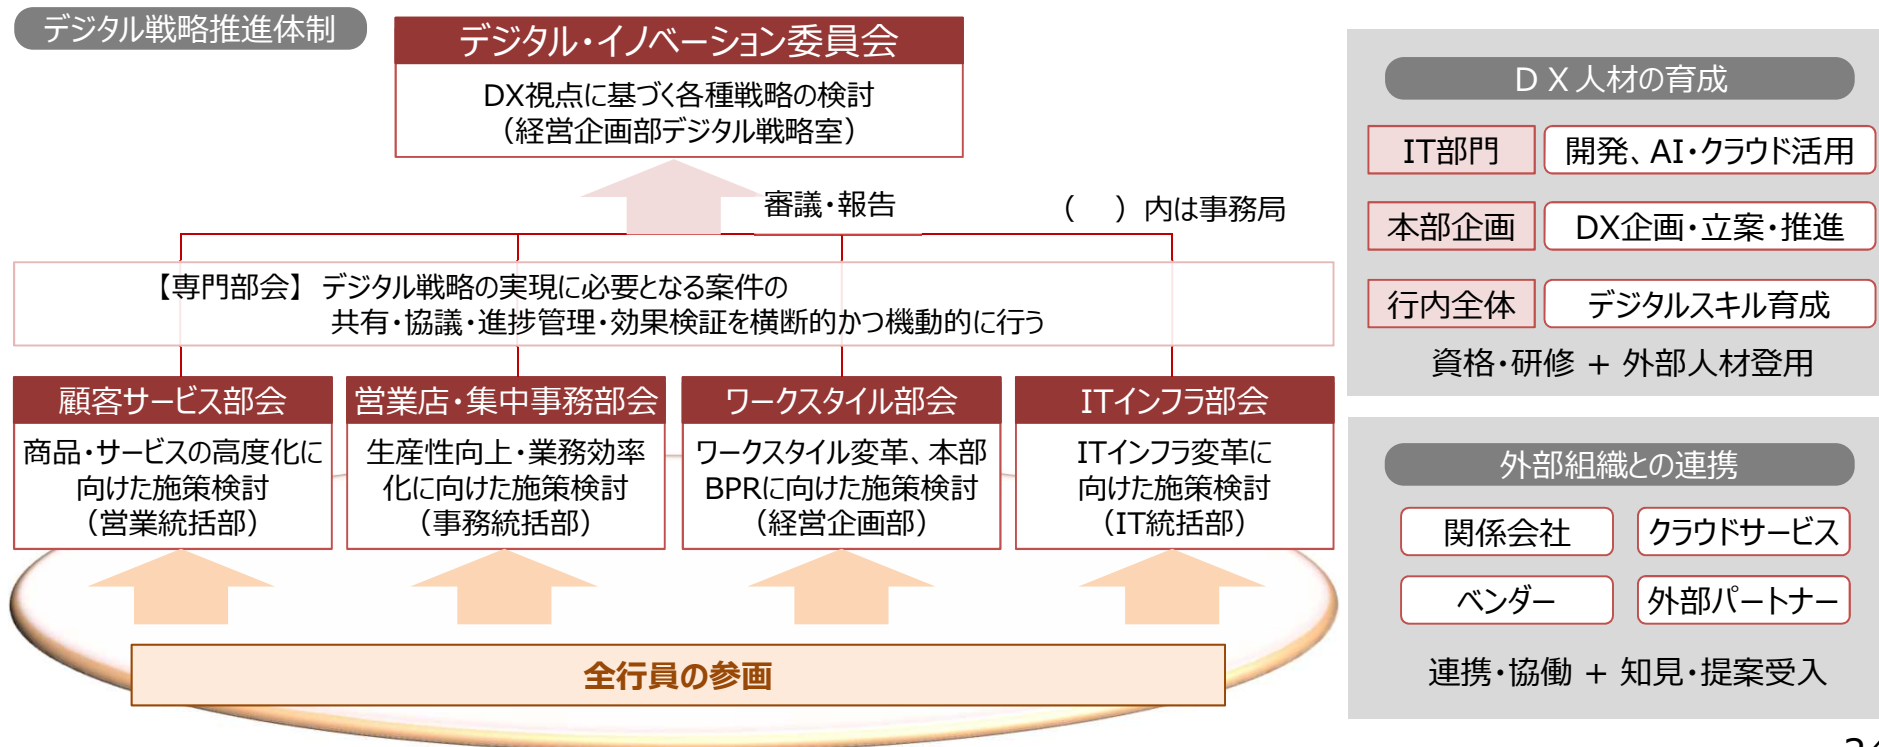 デジタル戦略推進体制
デジタル・イノベーション委員会
DX視点に基づく各種戦略の検討
（経営企画部デジタル戦略室）
審議・報告
（　）内は事務局
【専門部会】 デジタル戦略の実現に必要となる案件の
共有・協議・進捗管理・効果検証を横断的かつ機動的に行う
顧客サービス部会
商品・サービスの高度化に
向けた施策検討
（営業統括部）
営業店・集中事務部会
生産性向上・業務効率
化に向けた施策検討
（事務統括部）
ワークスタイル部会
ワークスタイル変革、本部
BPRに向けた施策検討
（経営企画部）
ITインフラ部会
ITインフラ変革に
向けた施策検討
（IT統括部）
全行員の参画
ＤＸ人材の育成
IT部門
開発、AI・クラウド活用
本部企画
DX企画・立案・推進
行内全体
デジタルスキル育成
資格・研修 + 外部人材登用
外部組織との連携
関係会社
クラウドサービス
ベンダー
外部パートナー
連携・協働 + 知見・提案受入